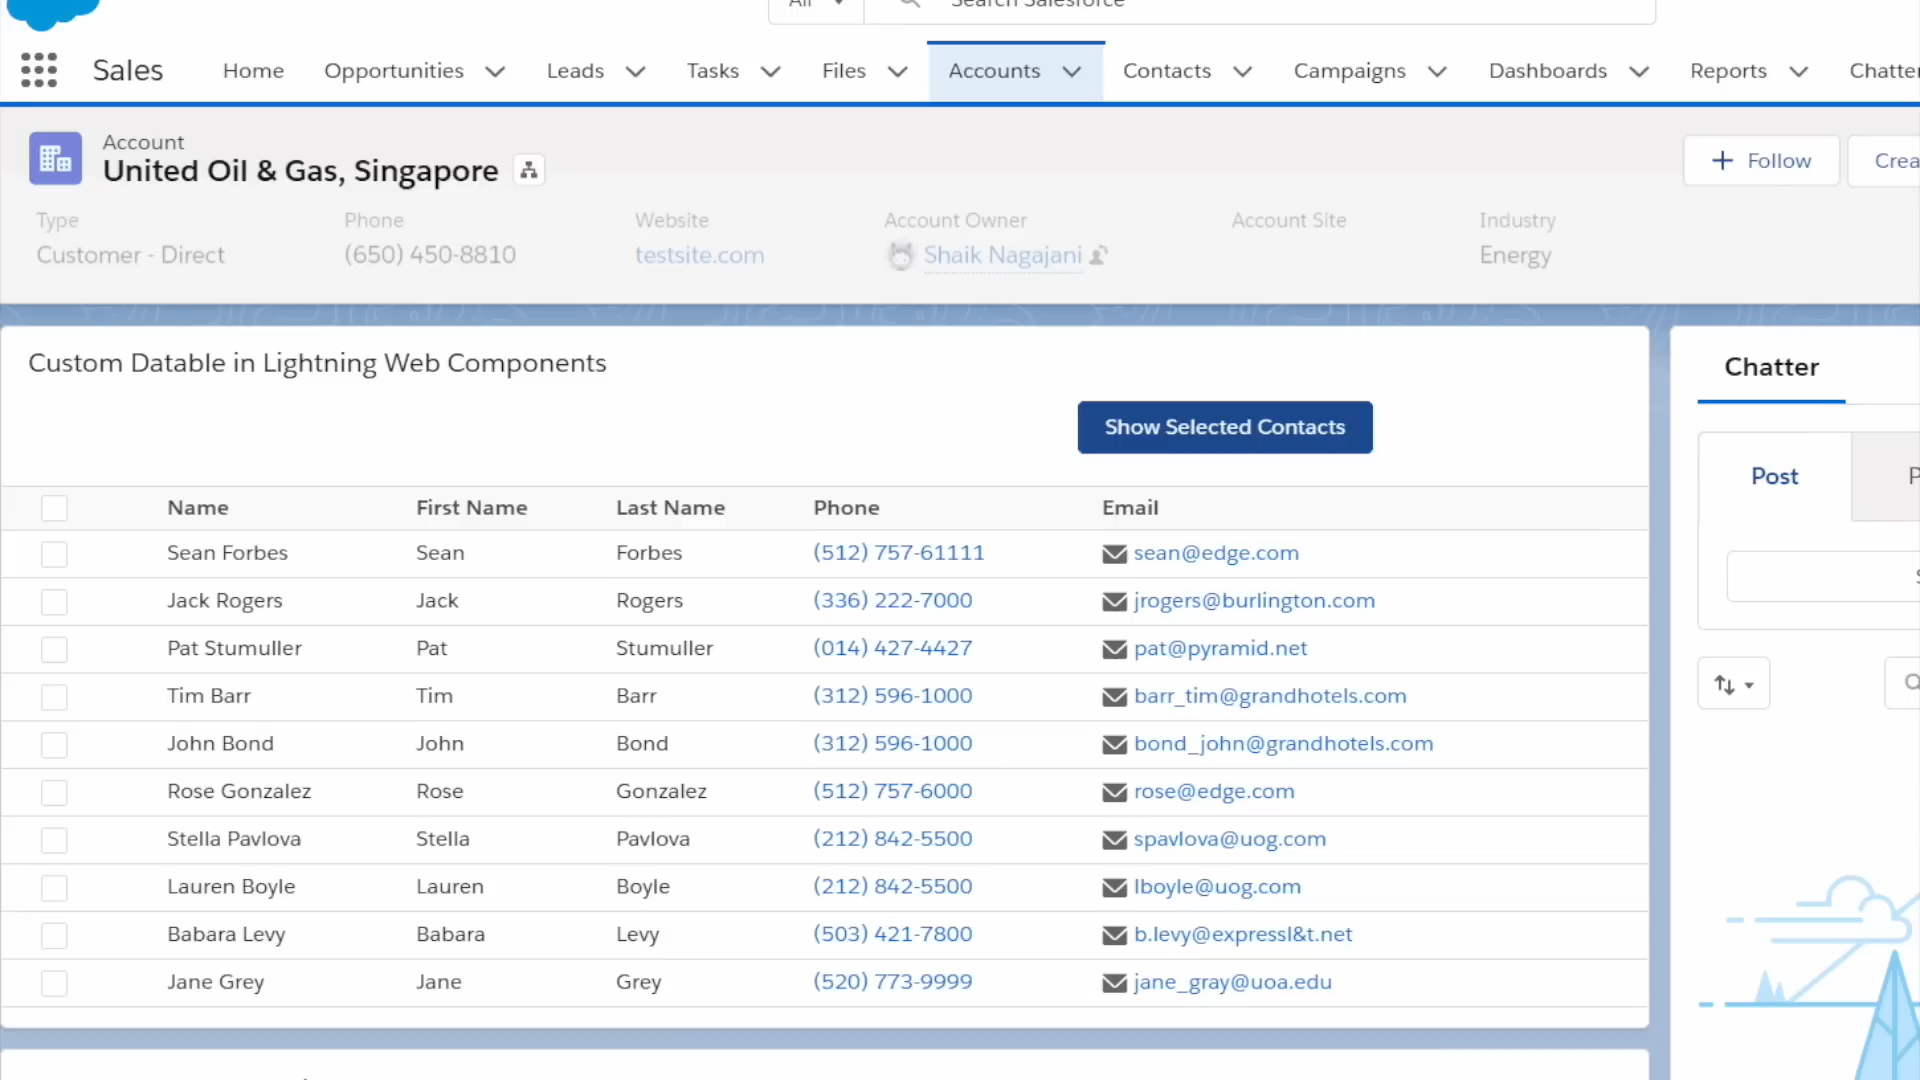 All Search Salesforce
Sales Home Opportunities Leads Tasks Files Accounts Contacts Campaigns Dashboards Reports Chatter
Account
United Oil & Gas, Singapore
Follow
Type Phone Website Account Owner Account Site Industry
Customer - Direct (650) 450-8810 testsite.com Shaik Nagajani Energy
Custom Datable in Lightning Web Components
Show Selected Contacts
Name First Name Last Name Phone Email
Sean Forbes Sean Forbes (512) 757-61111 sean@edge.com
Jack Rogers Jack Rogers (336) 222-7000 jrogers@burlington.com
Pat Stumuller Pat Stumuller (014) 427-4427 pat@pyramid.net
Tim Barr Tim Barr (312) 596-1000 barr_tim@grandhotels.com
John Bond John Bond (312) 596-1000 bond_john@grandhotels.com
Rose Gonzalez Rose Gonzalez (512) 757-6000 rose@edge.com
Stella Pavlova Stella Pavlova (212) 842-5500 spavlova@uog.com
Lauren Boyle Lauren Boyle (212) 842-5500 lboyle@uog.com
Babara Levy Babara Levy (503) 421-7800 b.levy@expressl&t.net
Jane Grey Jane Grey (520) 773-9999 jane_gray@uoa.edu
Chatter
Post